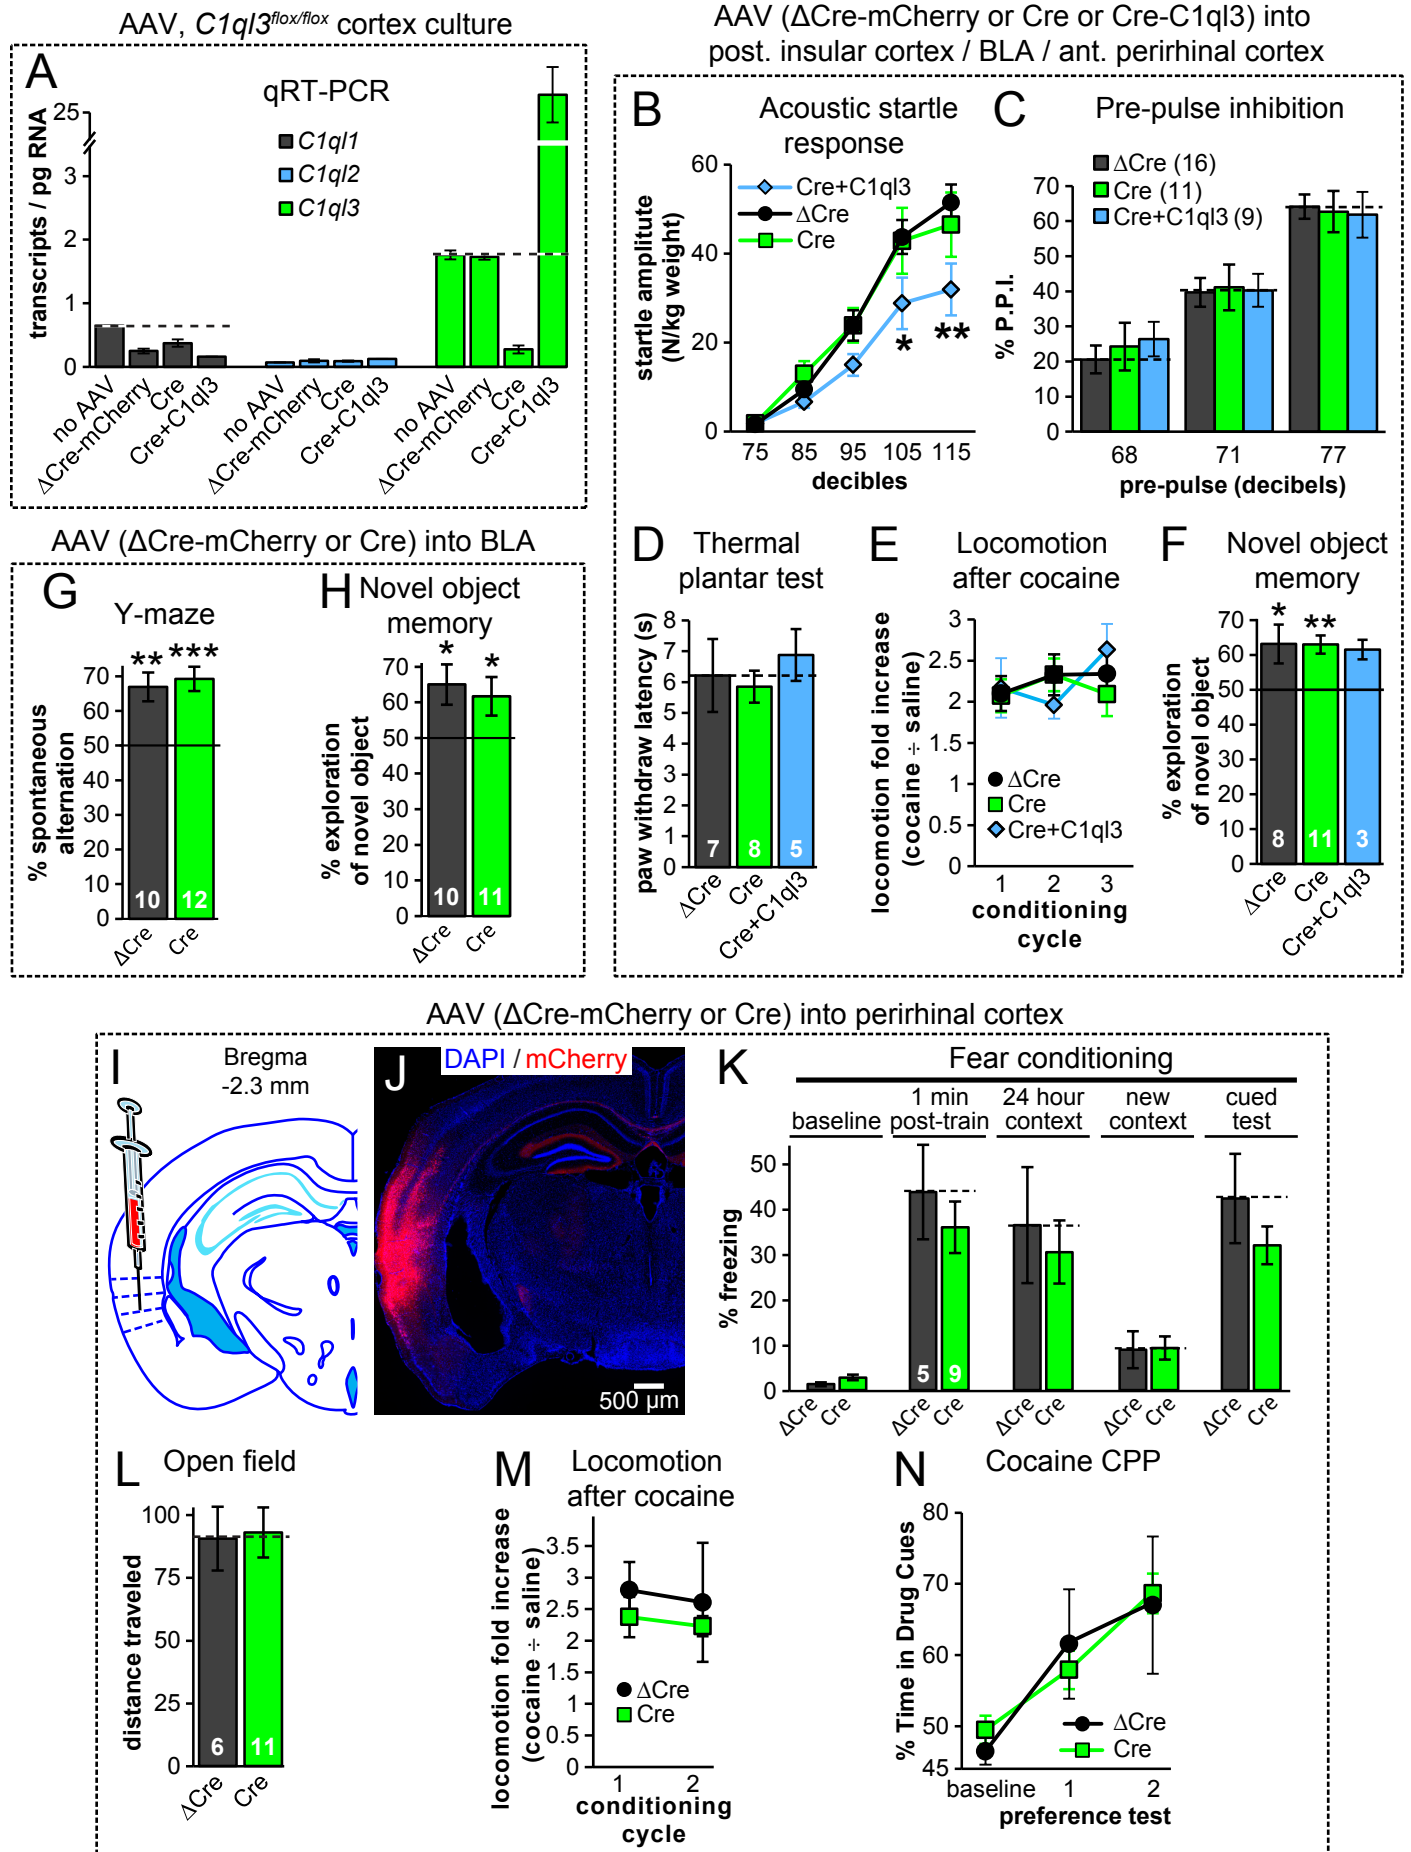 AAV, C1ql3flox/flox cortex culture
A
qRT-PCR
C1ql1
C1ql2
C1ql3
transcripts / pg RNA
25
3
2
1
0
no AAV
ΔCre-mCherry
Cre
Cre+C1ql3
no AAV
ΔCre-mCherry
Cre
Cre+C1ql3
no AAV
ΔCre-mCherry
Cre
Cre+C1ql3
AAV (ΔCre-mCherry or Cre or Cre-C1ql3) into
post. insular cortex / BLA / ant. perirhinal cortex
B
Acoustic startle
response
Cre+C1ql3
ΔCre
Cre
startle amplitude
(N/kg weight)
60
40
20
0
*
**
75 85 95 105 115
decibles
C
Pre-pulse inhibition
ΔCre (16)
Cre (11)
Cre+C1ql3 (9)
% P.P.I.
70
60
50
40
30
20
10
0
68 71 77
pre-pulse (decibels)
D
Thermal
plantar test
paw withdraw latency (s)
8
7
6
5
4
3
2
1
0
7 8 5
ΔCre
Cre
Cre+C1ql3
E
Locomotion
after cocaine
locomotion fold increase
(cocaine ÷ saline)
3
2.5
2
1.5
1
0.5
0
ΔCre
Cre
Cre+C1ql3
1 2 3
conditioning
cycle
F
Novel object
memory
% exploration
of novel object
70
60
50
40
30
20
10
0
*
**
8 11 3
ΔCre
Cre
Cre+C1ql3
AAV (ΔCre-mCherry or Cre) into BLA
G
Y-maze
% spontaneous
alternation
70
60
50
40
30
20
10
0
**
***
10 12
ΔCre
Cre
H
Novel object
memory
% exploration
of novel object
70
60
50
40
30
20
10
0
*
*
10 11
ΔCre
Cre
AAV (ΔCre-mCherry or Cre) into perirhinal cortex
I
Bregma
-2.3 mm
J
DAPI / mCherry
500 µm
K
Fear conditioning
baseline
1 min
post-train
24 hour
context
new
context
cued
test
% freezing
50
40
30
20
10
0
5 9
ΔCre
Cre
ΔCre
Cre
ΔCre
Cre
ΔCre
Cre
ΔCre
Cre
L
Open field
distance traveled
100
75
50
25
0
6 11
ΔCre
Cre
M
Locomotion
after cocaine
locomotion fold increase
(cocaine ÷ saline)
3.5
3
2.5
2
1.5
1
0.5
0
ΔCre
Cre
1 2
conditioning
cycle
N
Cocaine CPP
% Time in Drug Cues
80
70
60
50
45
ΔCre
Cre
baseline 1 2
preference test